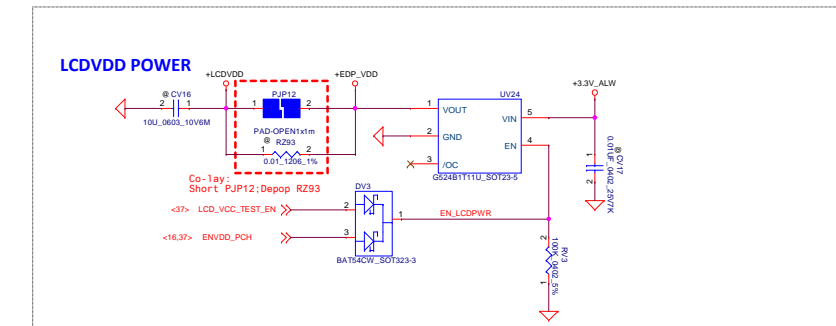 LCDVDD POWER
+LCDVDD
+EDP_VDD
+3.3V_ALW
@ CV16
2 1
10U_0603_10V6M
PJP12
1 2
PAD-OPEN1x1m
@ RZ93
1 2
0.01_1206_1%
Co-lay:
Short PJP12;Depop RZ93
UV24
1 VOUT
VIN 5
2 GND
EN 4
3 /OC
G524B1T11U_SOT23-5
@ CV17
0.01UF_0402_25V7K
1
2
DV3
<37> LCD_VCC_TEST_EN
2
1
EN_LCDPWR
<16,37> ENVDD_PCH
3
BAT54CW_SOT323-3
2
RV3
100K_0402_5%
1